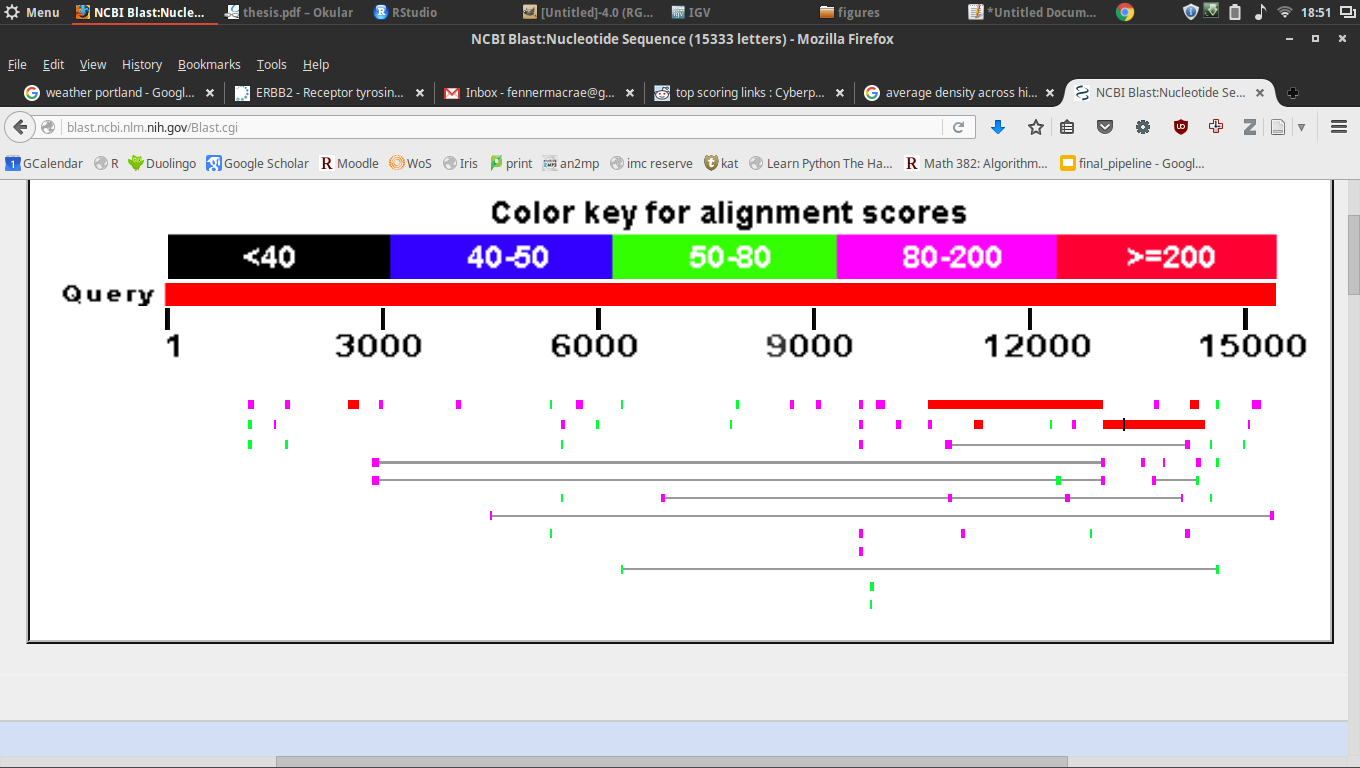 Menu NCBI Blast:Nucle... thesis.pdf – Okular RStudio [Untitled]-4.0 (RG... IGV figures *Untitled Docum... 18:51
NCBI Blast:Nucleotide Sequence (15333 letters) - Mozilla Firefox
File Edit View History Bookmarks Tools Help
weather portland - Googl... ERBB2 - Receptor tyrosin... Inbox - fennermacrae@g... top scoring links : Cyberp... average density across hi... NCBI Blast:Nucleotide Se...
blast.ncbi.nlm.nih.gov/Blast.cgi
GCalendar R Duolingo Google Scholar R Moodle WoS Iris print an2mp imc reserve kat Learn Python The Ha... R Math 382: Algorithm... final_pipeline - Googl...
Color key for alignment scores
<40 40-50 50-80 80-200 >=200
Query
1 3000 6000 9000 12000 15000